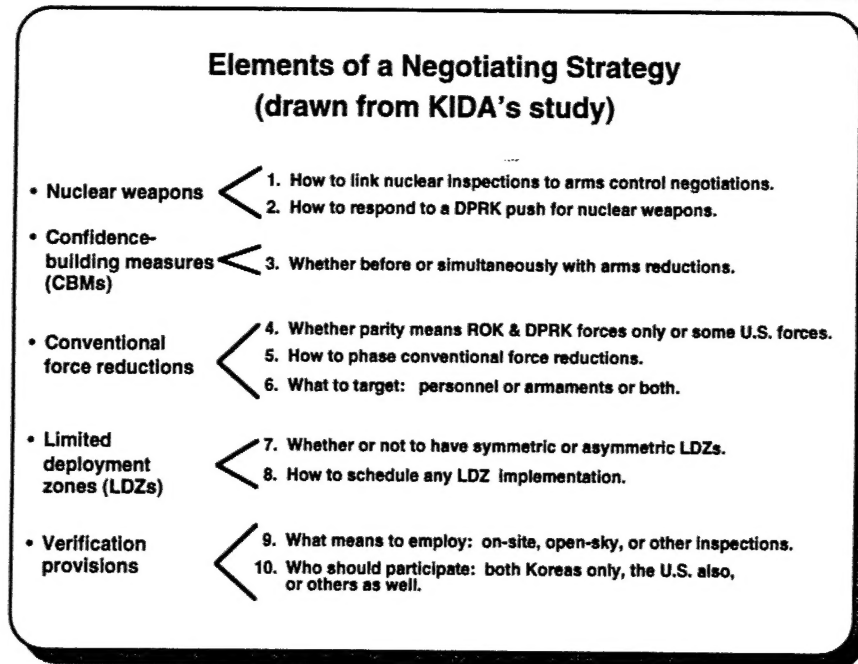 Elements of a Negotiating Strategy
(drawn from KIDA's study)
• Nuclear weapons
1. How to link nuclear inspections to arms control negotiations.
2. How to respond to a DPRK push for nuclear weapons.
• Confidence-
building measures
(CBMs)
3. Whether before or simultaneously with arms reductions.
• Conventional
force reductions
4. Whether parity means ROK & DPRK forces only or some U.S. forces.
5. How to phase conventional force reductions.
6. What to target: personnel or armaments or both.
• Limited
deployment
zones (LDZs)
7. Whether or not to have symmetric or asymmetric LDZs.
8. How to schedule any LDZ implementation.
• Verification
provisions
9. What means to employ: on-site, open-sky, or other inspections.
10. Who should participate: both Koreas only, the U.S. also,
or others as well.